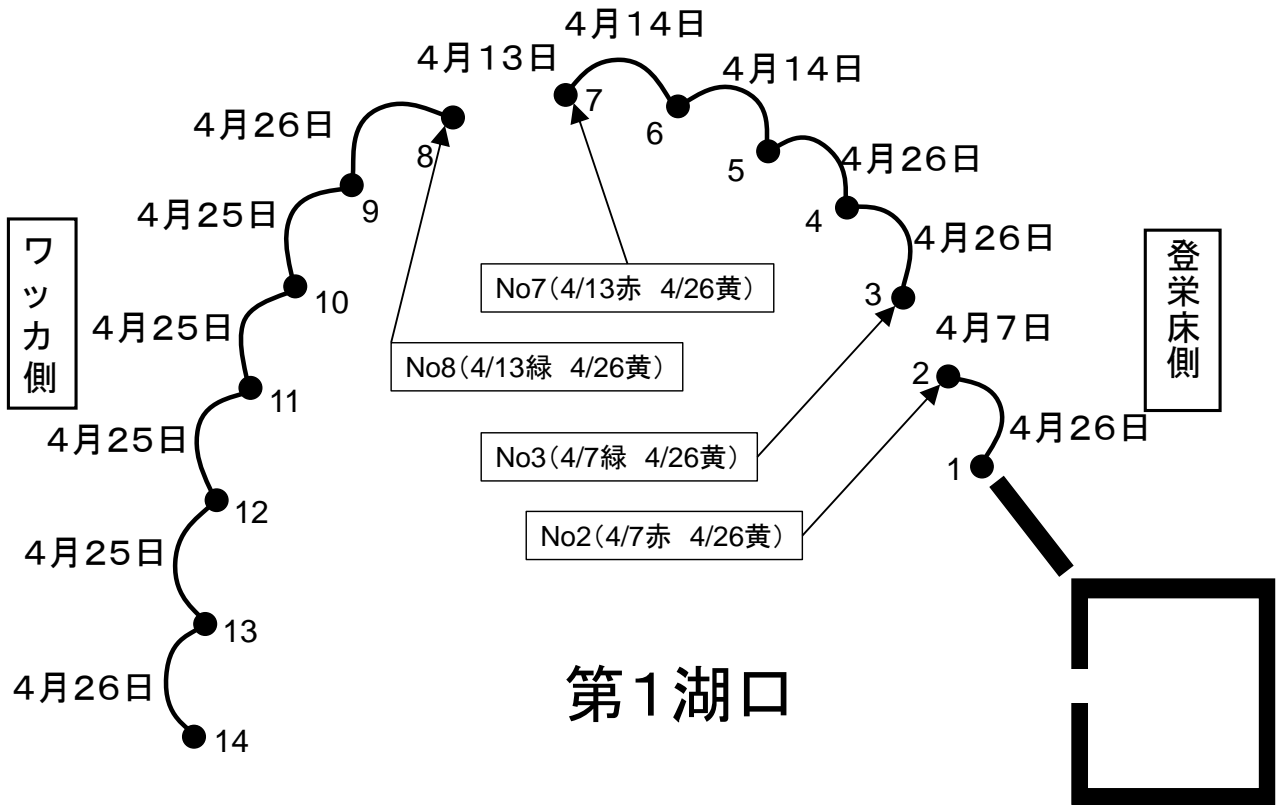 4月14日
4月13日
7
4月14日
6
4月26日
8
5
4月26日
9
4月25日
4
4月26日
ワッカ側
登栄床側
No7(4/13赤 4/26黄)
3
10
4月25日
4月7日
No8(4/13緑 4/26黄)
2
11
4月25日
4月26日
No3(4/7緑 4/26黄)
1
12
No2(4/7赤 4/26黄)
4月25日
13
4月26日
第1湖口
14